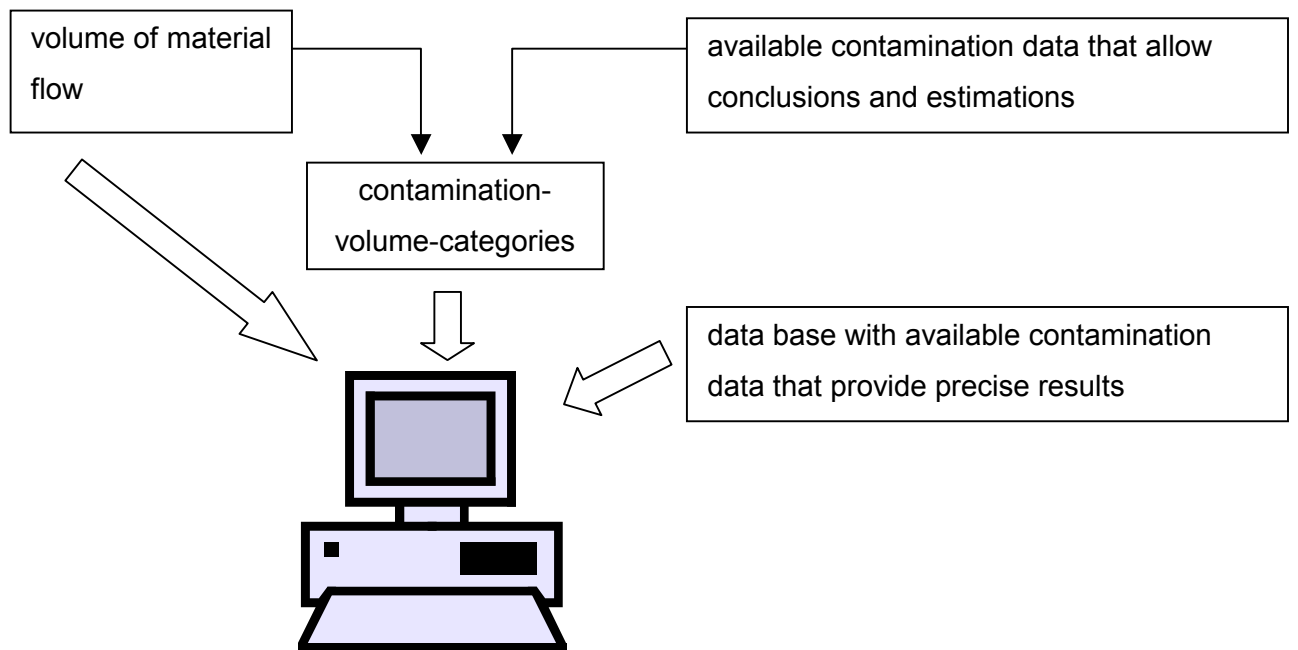 volume of material
flow
available contamination data that allow
conclusions and estimations
contamination-
volume-categories
data base with available contamination
data that provide precise results